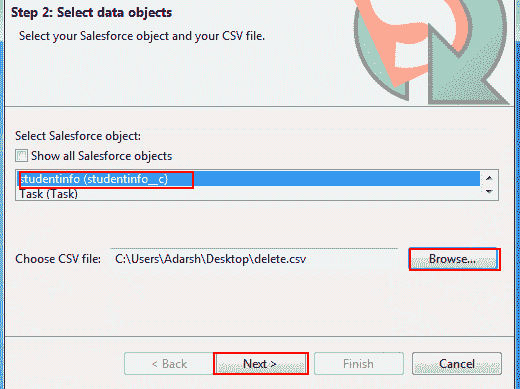 Step 2: Select data objects
Select your Salesforce object and your CSV file.
Select Salesforce object:
Show all Salesforce objects
studentinfo (studentinfo__c)
Task (Task)
Choose CSV file: C:\Users\Adarsh\Desktop\delete.csv Browse...
< Back Next > Finish Cancel